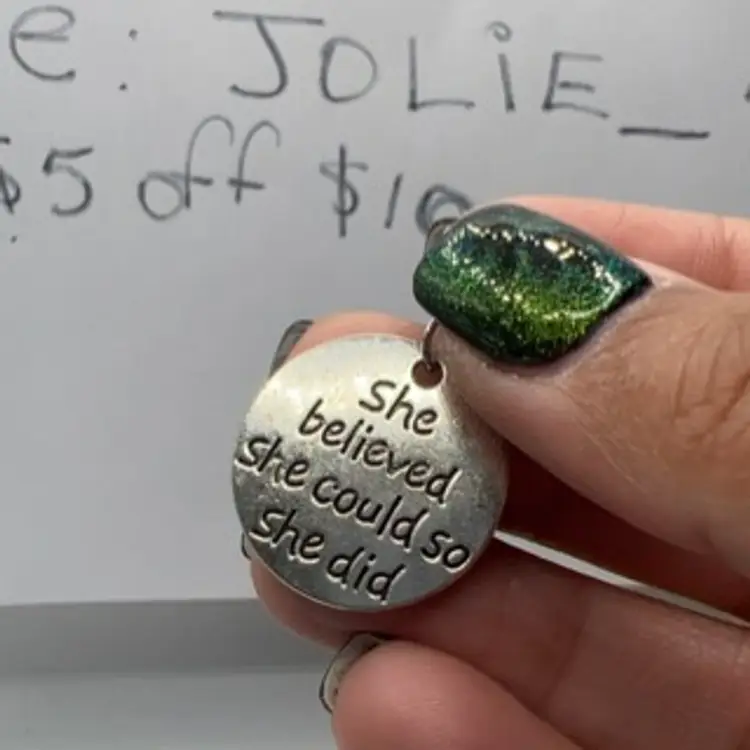 e: JOLiE_
$5 off $10
She
believed
she could so
she did